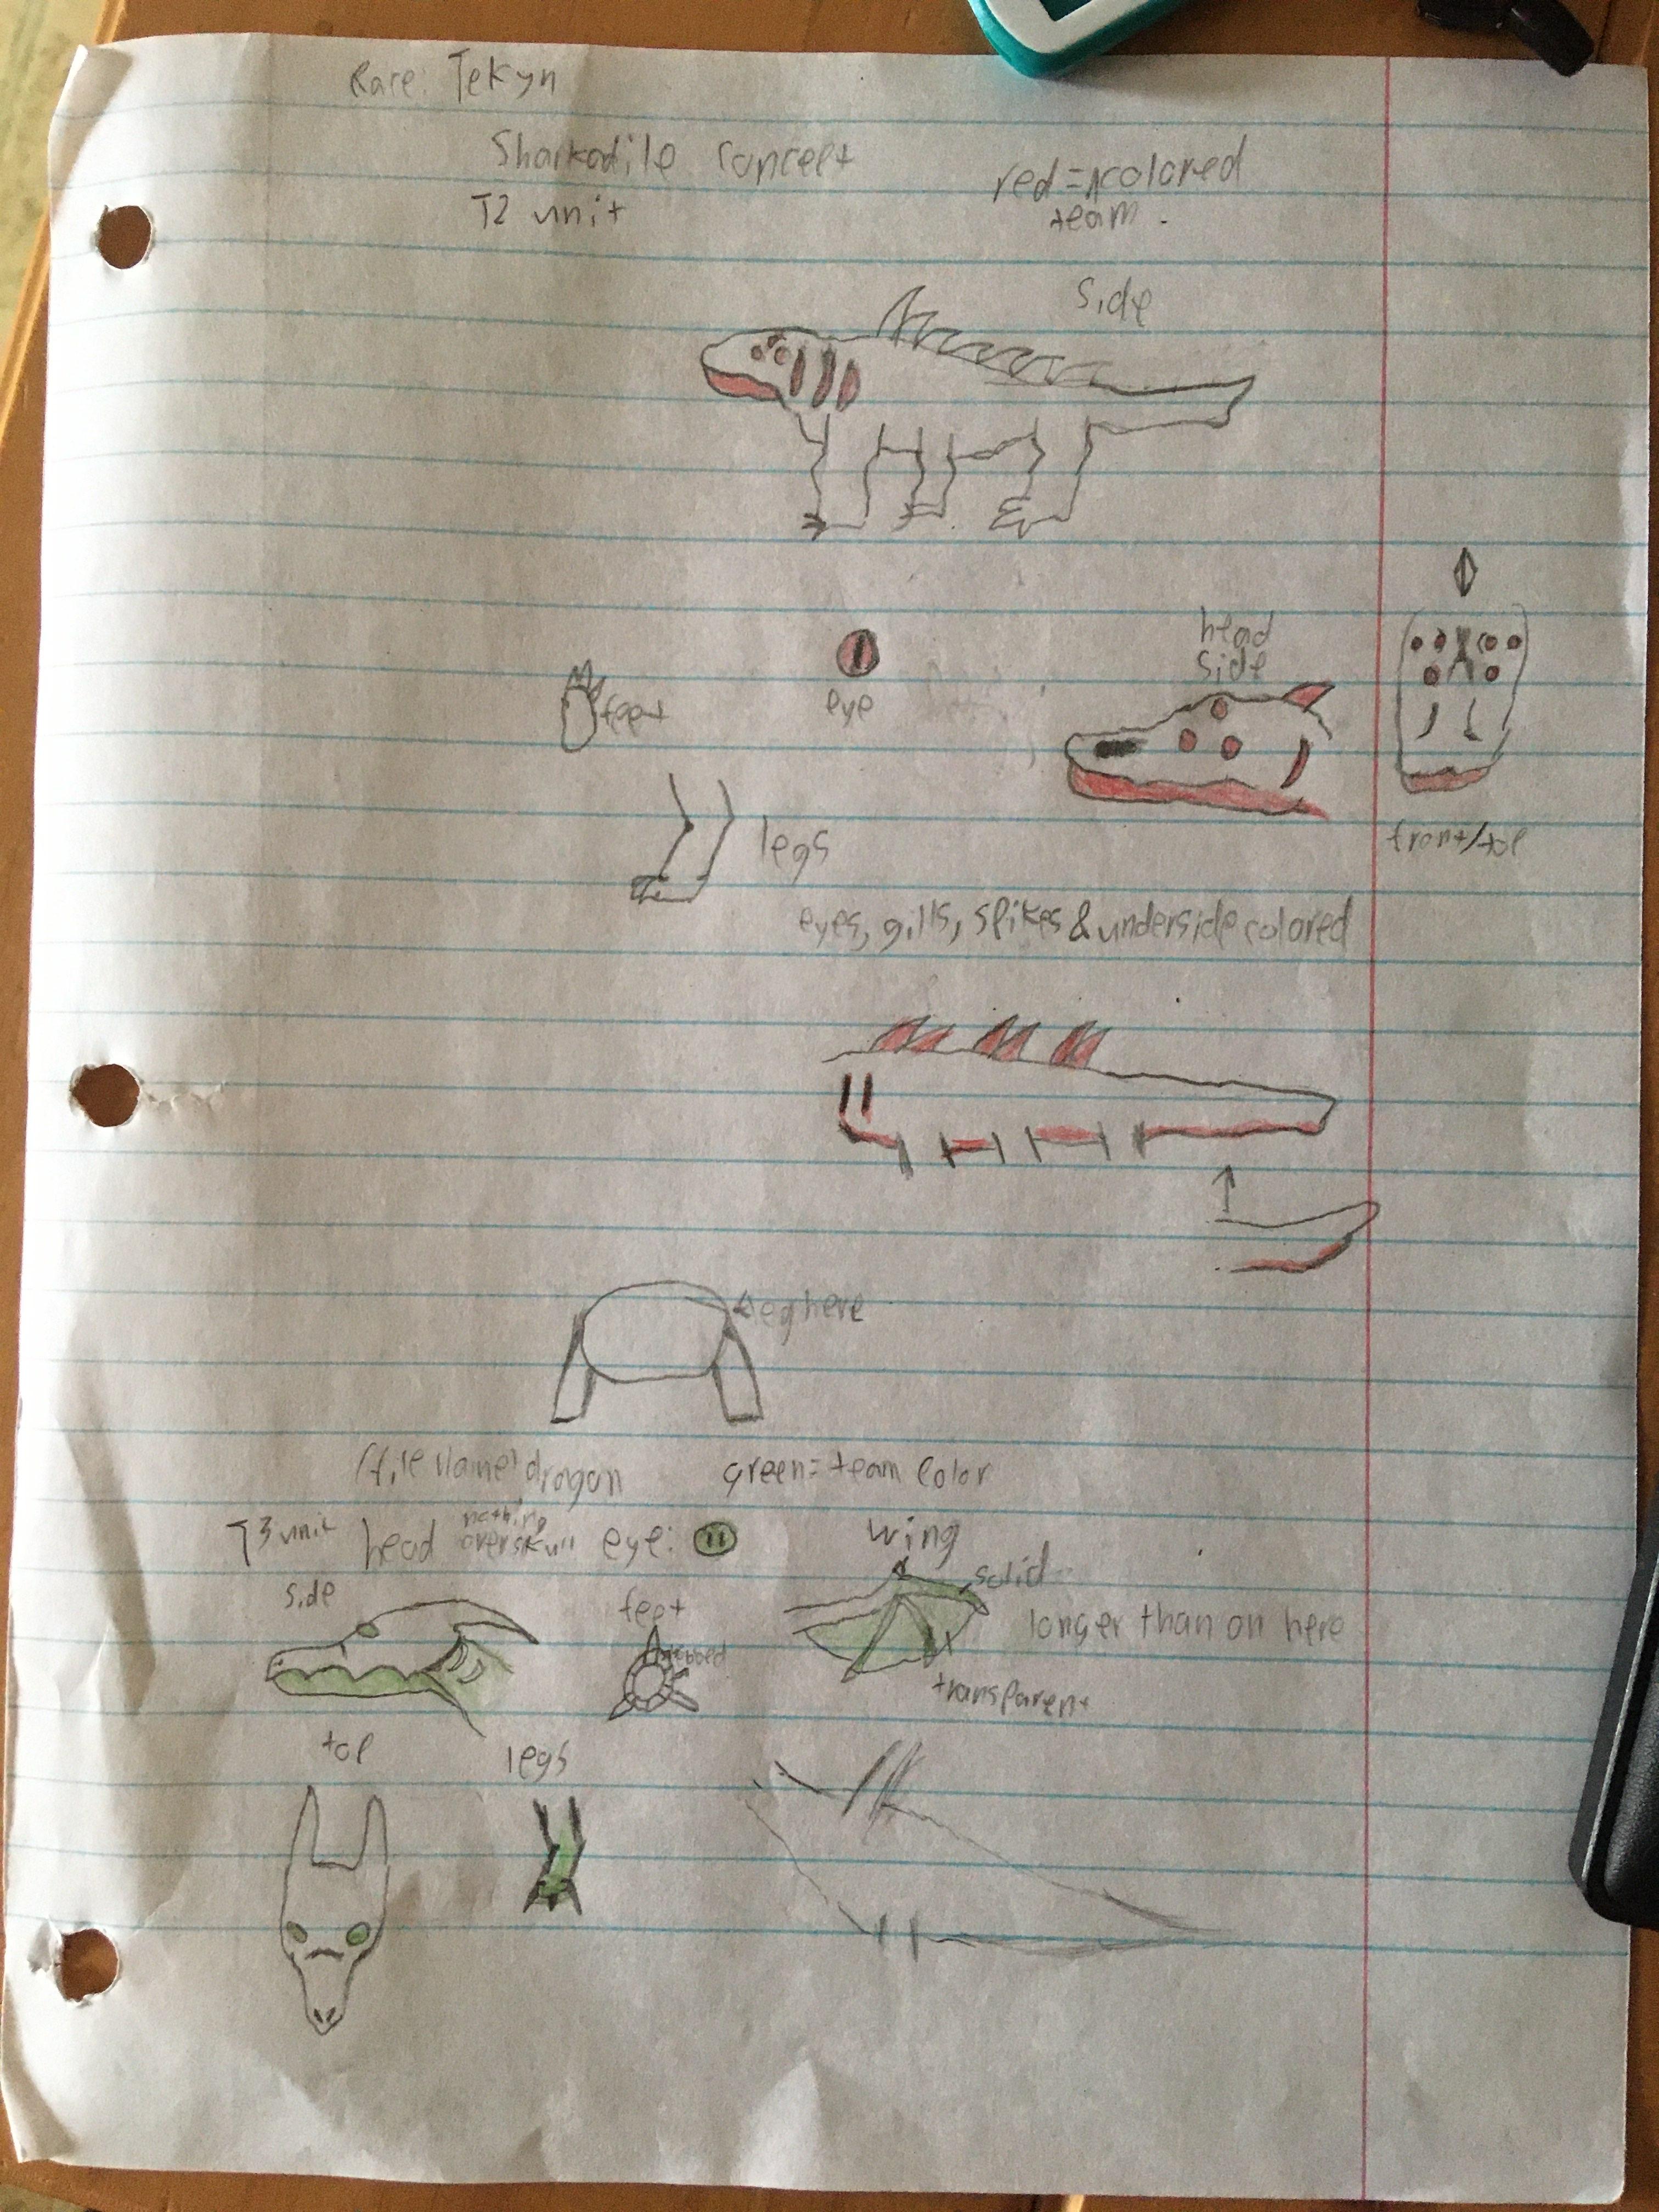 Race: Tekyn
Sharkodile concept
T2 unit
red = ^colored
team
side
head
side
feet
eye
legs
front/top
eyes, gills, spikes & underside colored
leg here
(file name) dragon
green = team color
T3 unit
head
nothing
over skull
eye:
wing
side
feet
solid
webbed
longer than on here
transparent
top
legs